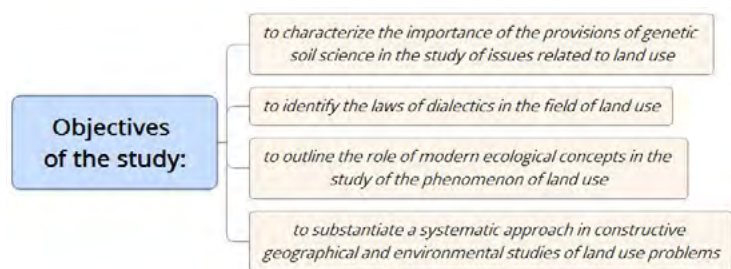 Objectives
of the study:
to characterize the importance of the provisions of genetic
soil science in the study of issues related to land use
to identify the laws of dialectics in the field of land use
to outline the role of modern ecological concepts in the
study of the phenomenon of land use
to substantiate a systematic approach in constructive
geographical and environmental studies of land use problems